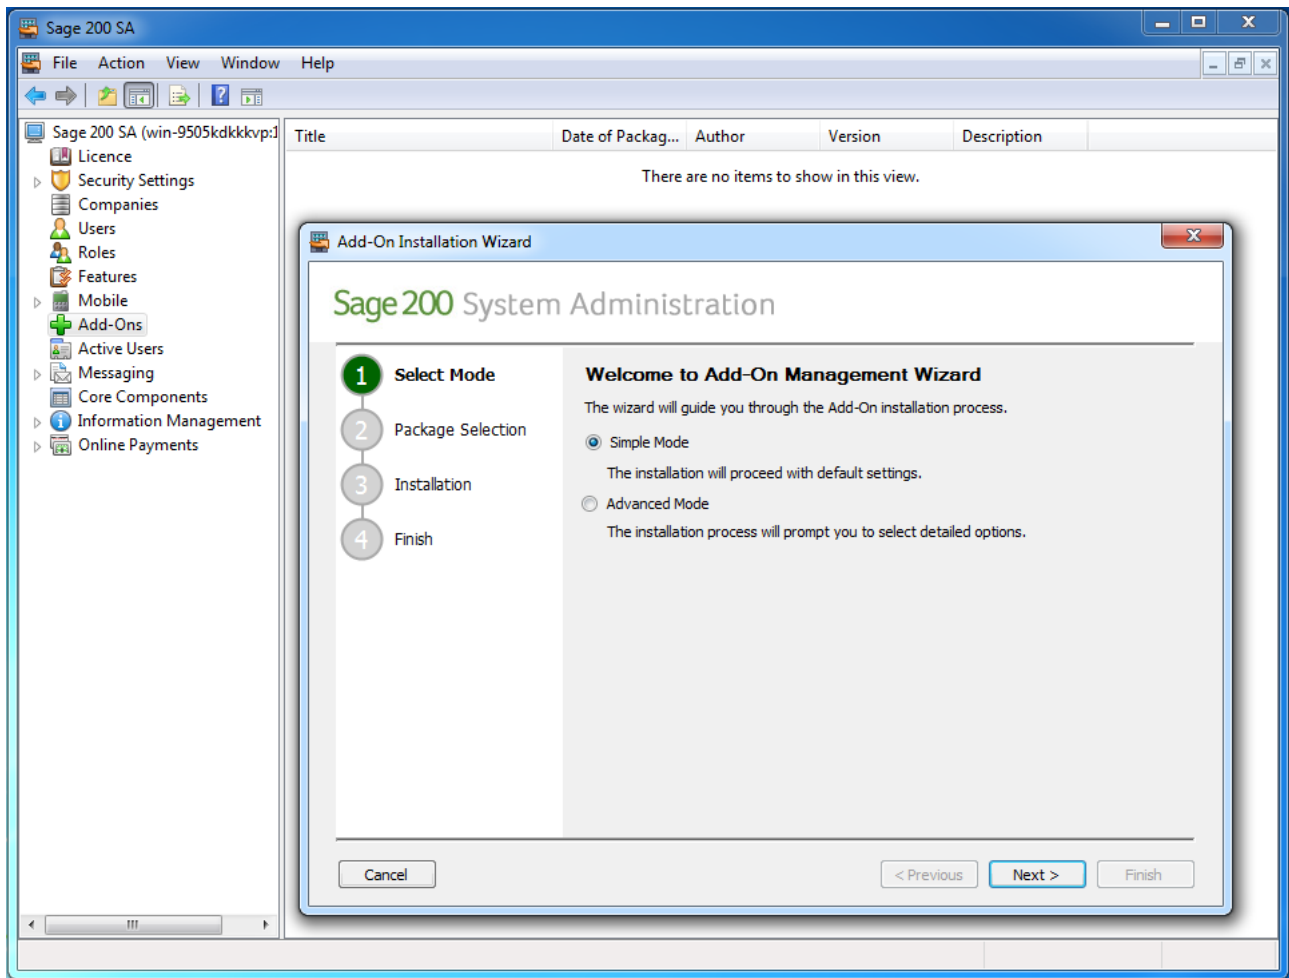 Sage 200 SA
File Action View Window Help
Sage 200 SA (win-9505kdkkkvp:1
Licence
Security Settings
Companies
Users
Roles
Features
Mobile
Add-Ons
Active Users
Messaging
Core Components
Information Management
Online Payments
Title Date of Packag... Author Version Description
There are no items to show in this view.
Add-On Installation Wizard
Sage 200 System Administration
1 Select Mode
2 Package Selection
3 Installation
4 Finish
Welcome to Add-On Management Wizard
The wizard will guide you through the Add-On installation process.
Simple Mode
The installation will proceed with default settings.
Advanced Mode
The installation process will prompt you to select detailed options.
Cancel < Previous Next > Finish